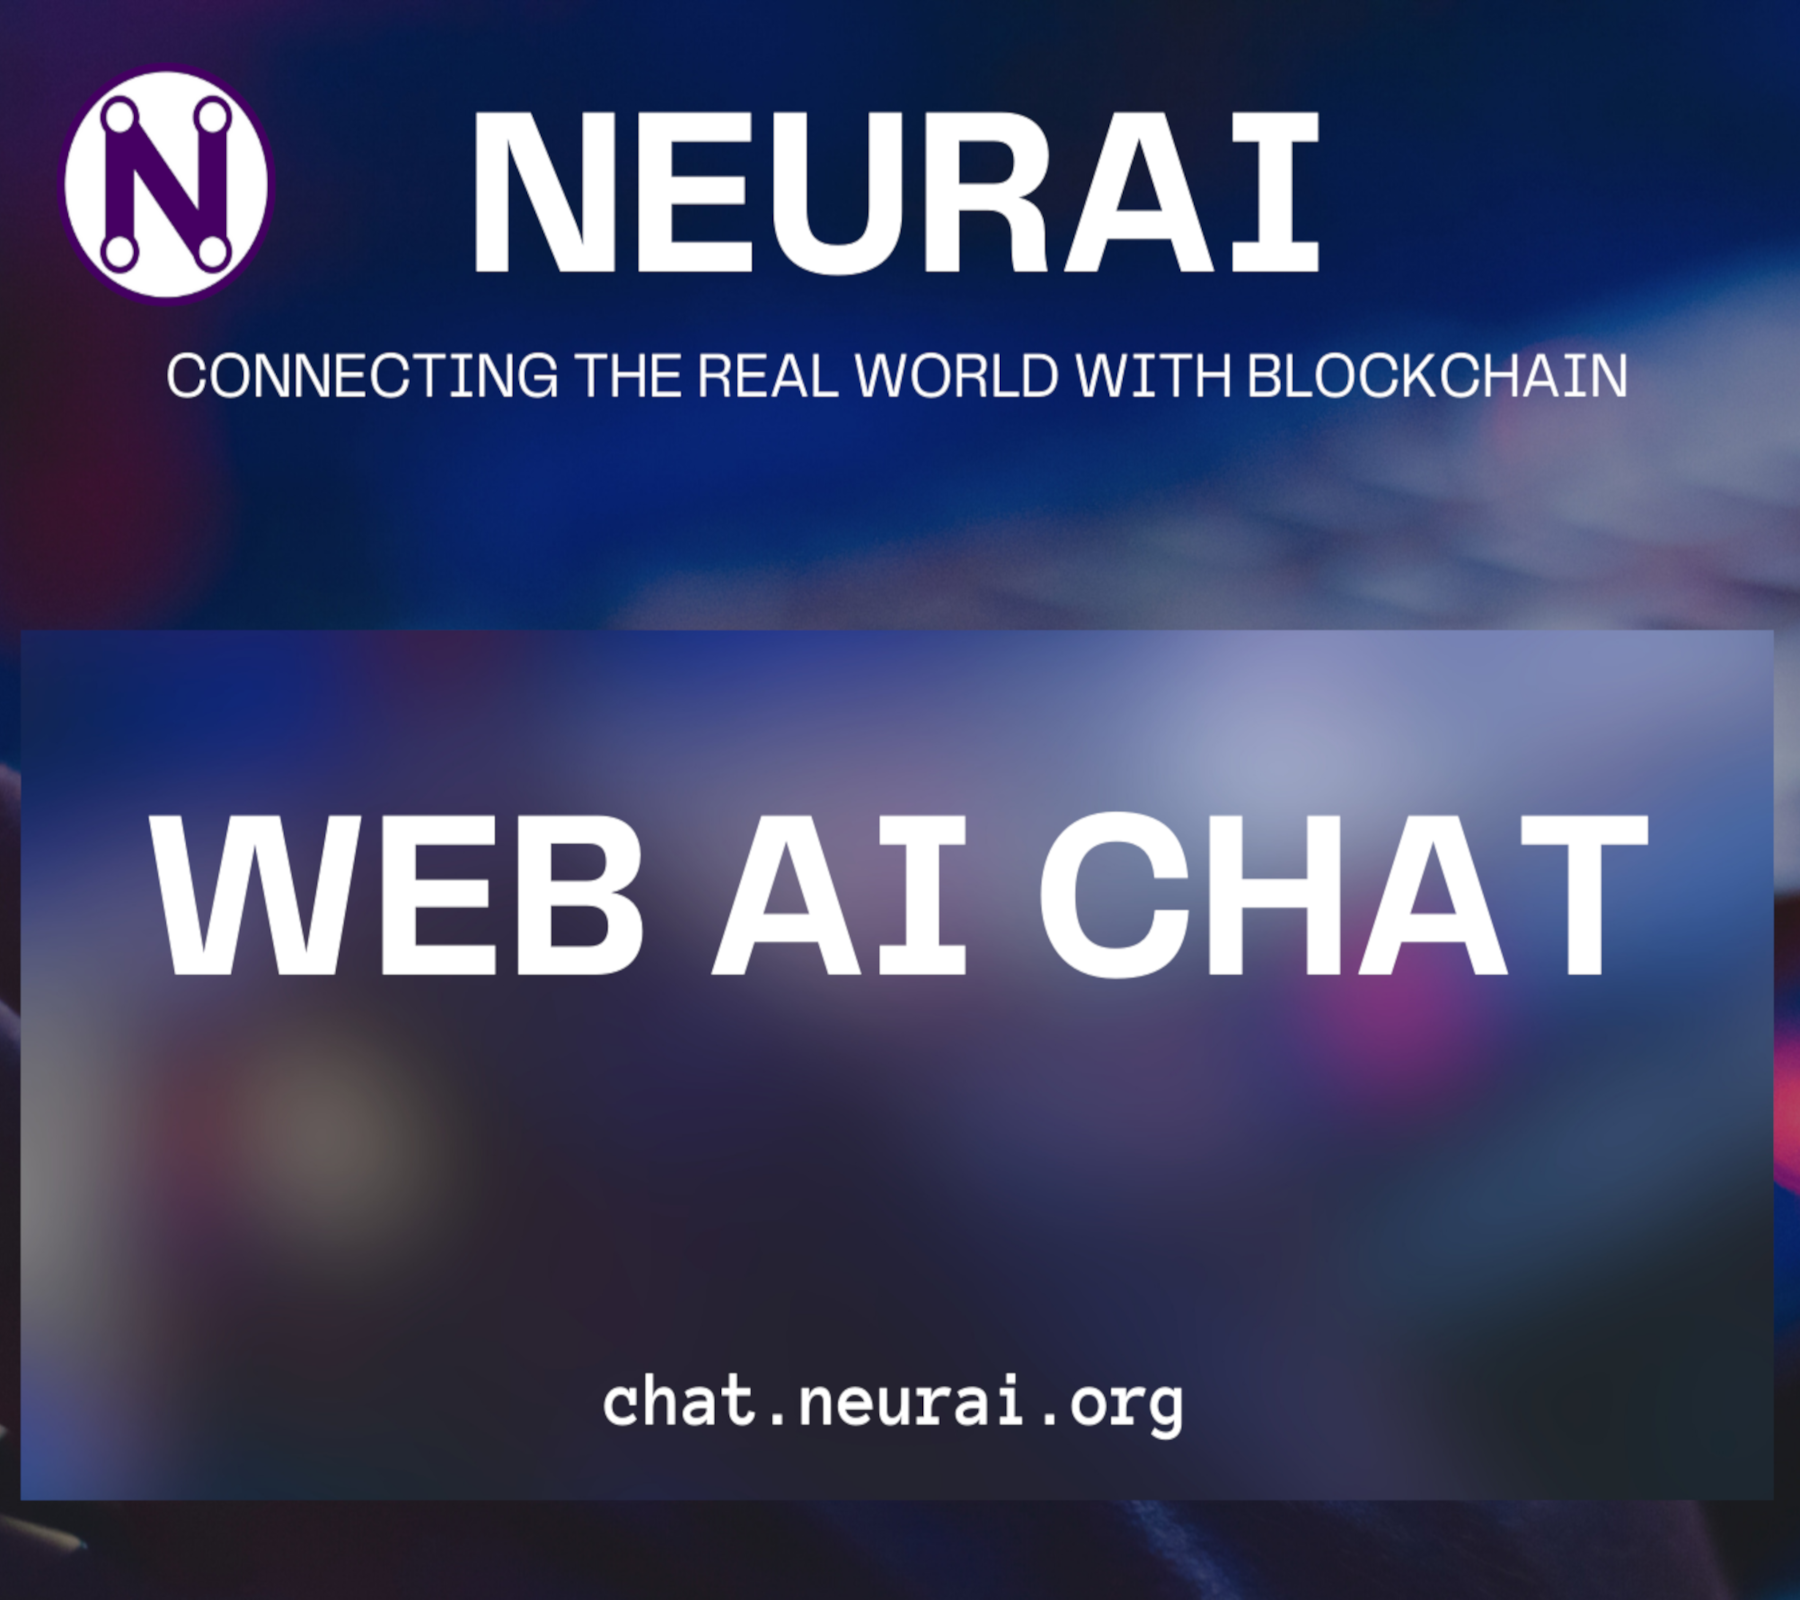 N
NEURAI
CONNECTING THE REAL WORLD WITH BLOCKCHAIN
WEB AI CHAT
chat.neurai.org